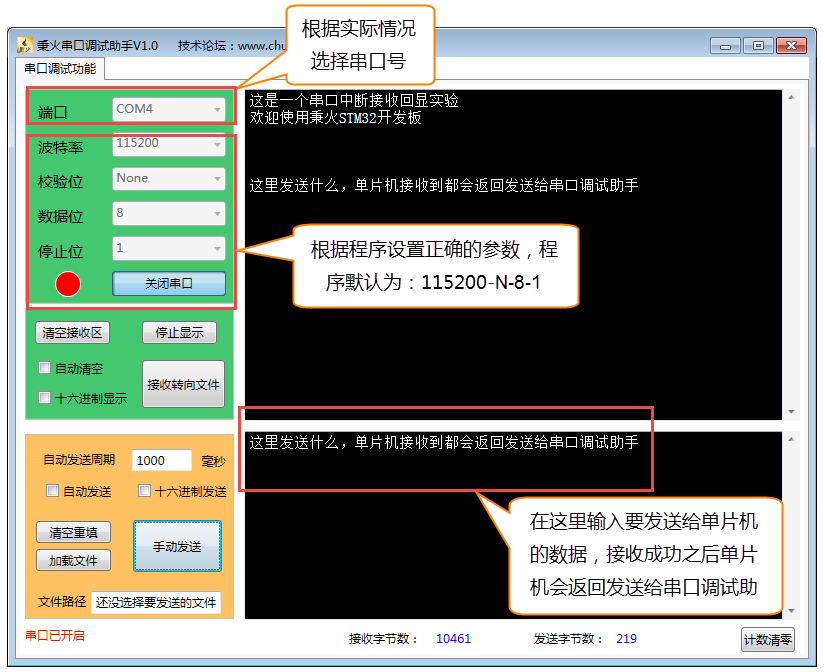 根据实际情况
选择串口号
秉火串口调试助手V1.0 技术论坛：www.chu
串口调试功能
端口 COM4
波特率 115200
校验位 None
数据位 8
停止位 1
关闭串口
清空接收区 停止显示
自动清空
接收转向文件
十六进制显示
这是一个串口中断接收回显实验
欢迎使用秉火STM32开发板
这里发送什么，单片机接收到都会返回发送给串口调试助手
根据程序设置正确的参数，程
序默认为：115200-N-8-1
自动发送周期 1000 毫秒
自动发送 十六进制发送
清空重填
手动发送
加载文件
文件路径 还没选择要发送的文件
这里发送什么，单片机接收到都会返回发送给串口调试助手
在这里输入要发送给单片机
的数据，接收成功之后单片
机会返回发送给串口调试助
串口已开启 接收字节数： 10461 发送字节数： 219 计数清零